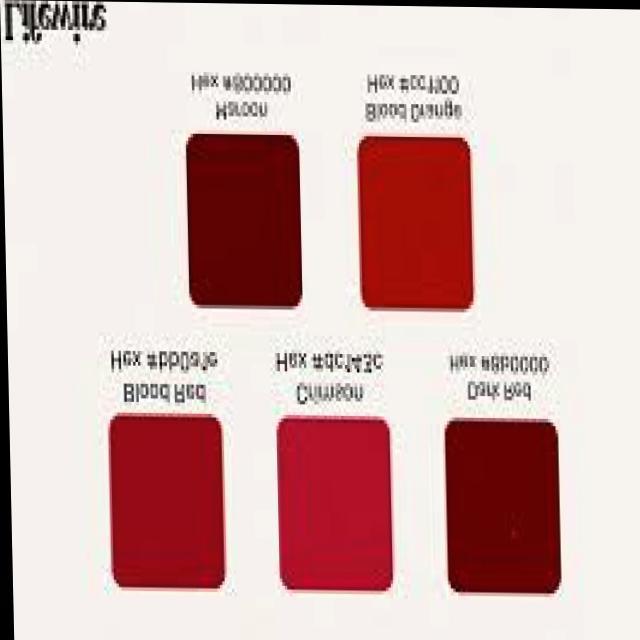 Blood Red
Hex #bb0a1e
Crimson
Hex #dc143c
Dark Red
Hex #8b0000
Maroon
Hex #800000
Blood Orange
Hex #cc1100
Lifewire